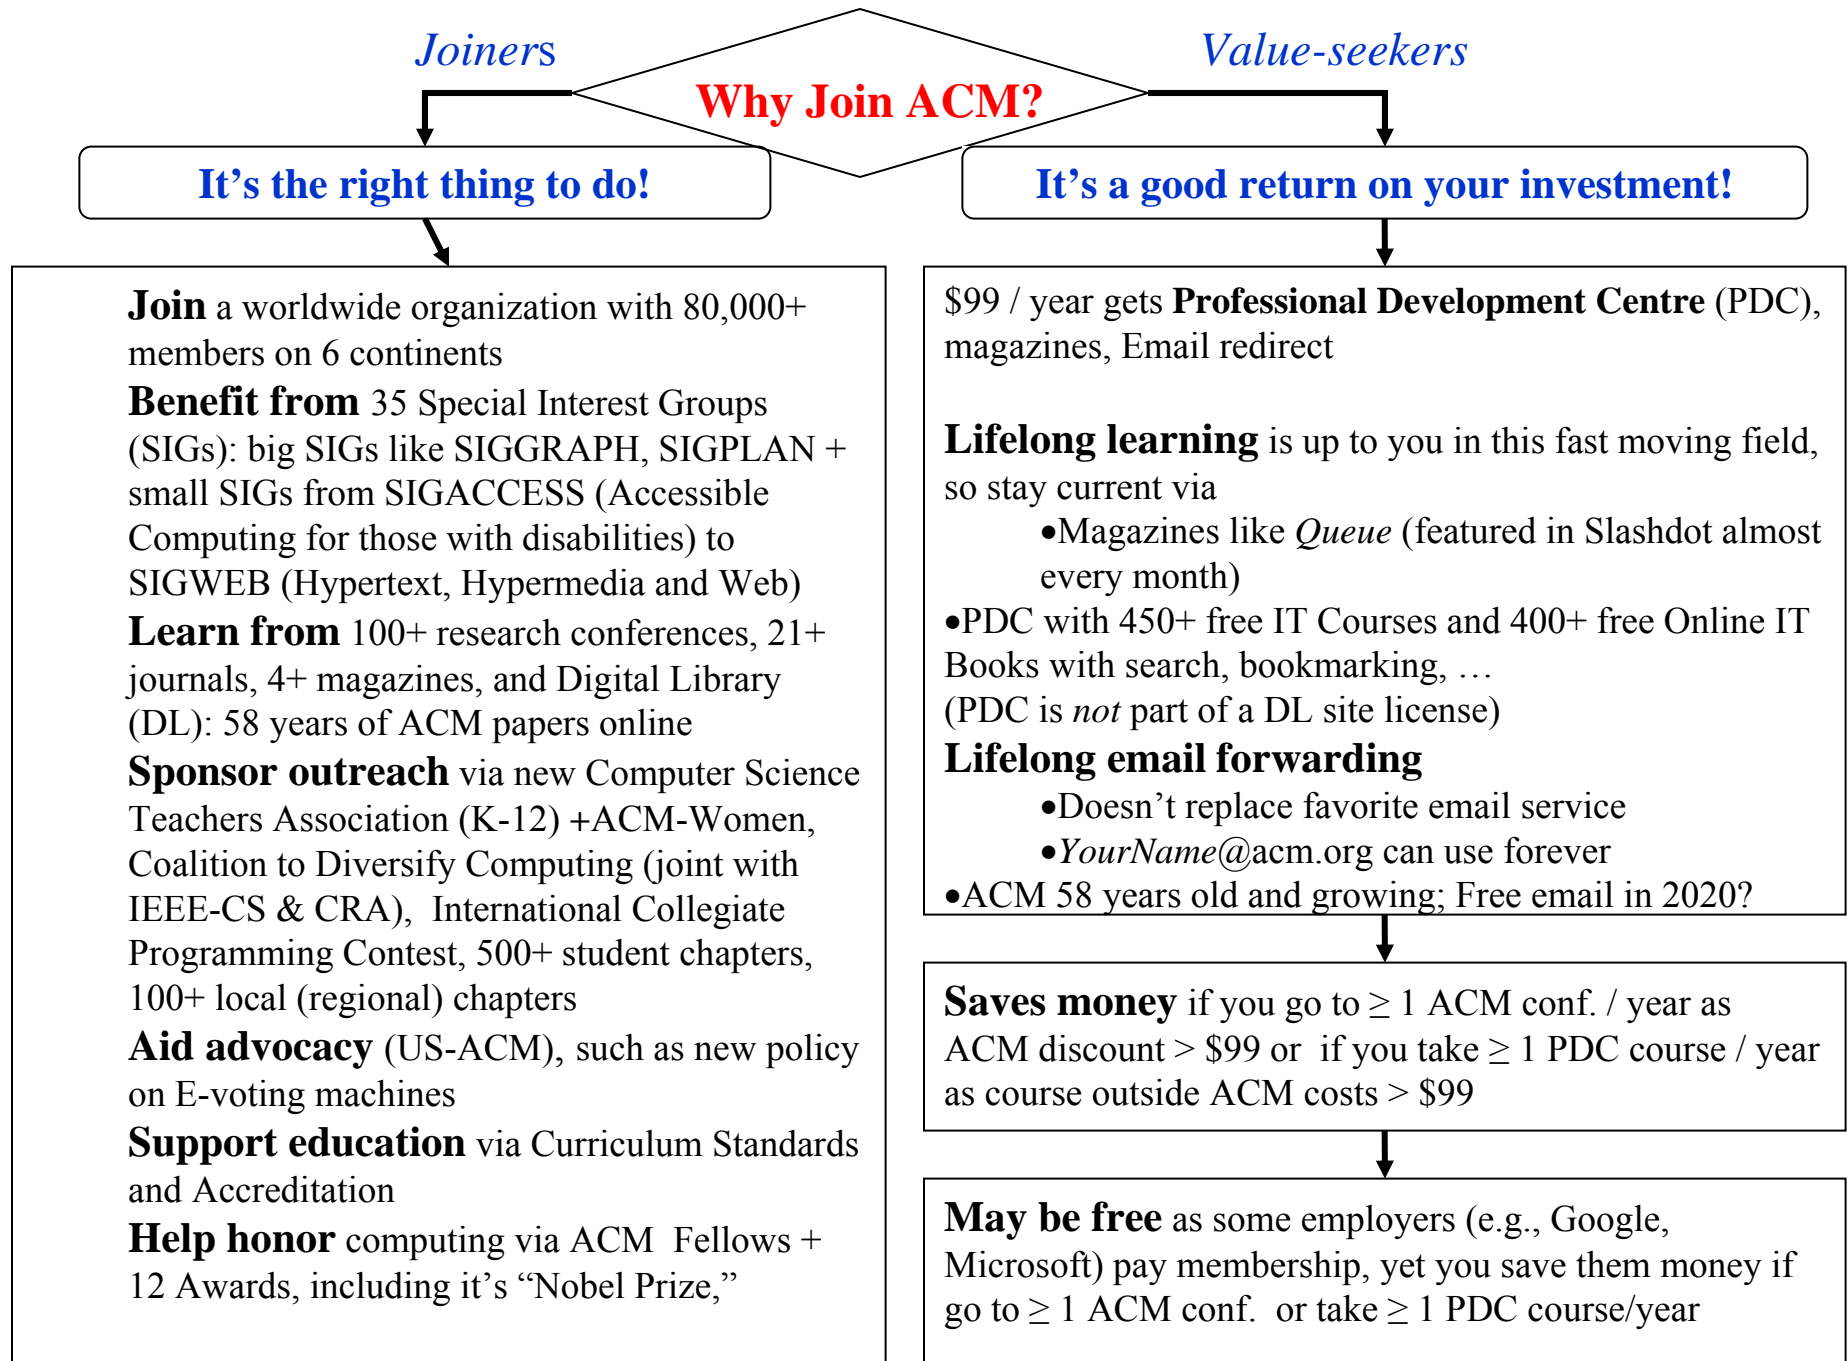 Joiners
Value-seekers
Why Join ACM?
It's the right thing to do!
It's a good return on your investment!
Join a worldwide organization with 80,000+
members on 6 continents
Benefit from 35 Special Interest Groups
(SIGs): big SIGs like SIGGRAPH, SIGPLAN +
small SIGs from SIGACCESS (Accessible
Computing for those with disabilities) to
SIGWEB (Hypertext, Hypermedia and Web)
Learn from 100+ research conferences, 21+
journals, 4+ magazines, and Digital Library
(DL): 58 years of ACM papers online
Sponsor outreach via new Computer Science
Teachers Association (K-12) +ACM-Women,
Coalition to Diversify Computing (joint with
IEEE-CS & CRA), International Collegiate
Programming Contest, 500+ student chapters,
100+ local (regional) chapters
Aid advocacy (US-ACM), such as new policy
on E-voting machines
Support education via Curriculum Standards
and Accreditation
Help honor computing via ACM Fellows +
12 Awards, including it's “Nobel Prize,”
$99 / year gets Professional Development Centre (PDC),
magazines, Email redirect
Lifelong learning is up to you in this fast moving field,
so stay current via
•Magazines like Queue (featured in Slashdot almost
every month)
•PDC with 450+ free IT Courses and 400+ free Online IT
Books with search, bookmarking, …
(PDC is not part of a DL site license)
Lifelong email forwarding
•Doesn't replace favorite email service
•YourName@acm.org can use forever
•ACM 58 years old and growing; Free email in 2020?
Saves money if you go to ≥ 1 ACM conf. / year as
ACM discount > $99 or if you take ≥ 1 PDC course / year
as course outside ACM costs > $99
May be free as some employers (e.g., Google,
Microsoft) pay membership, yet you save them money if
go to ≥ 1 ACM conf. or take ≥ 1 PDC course/year